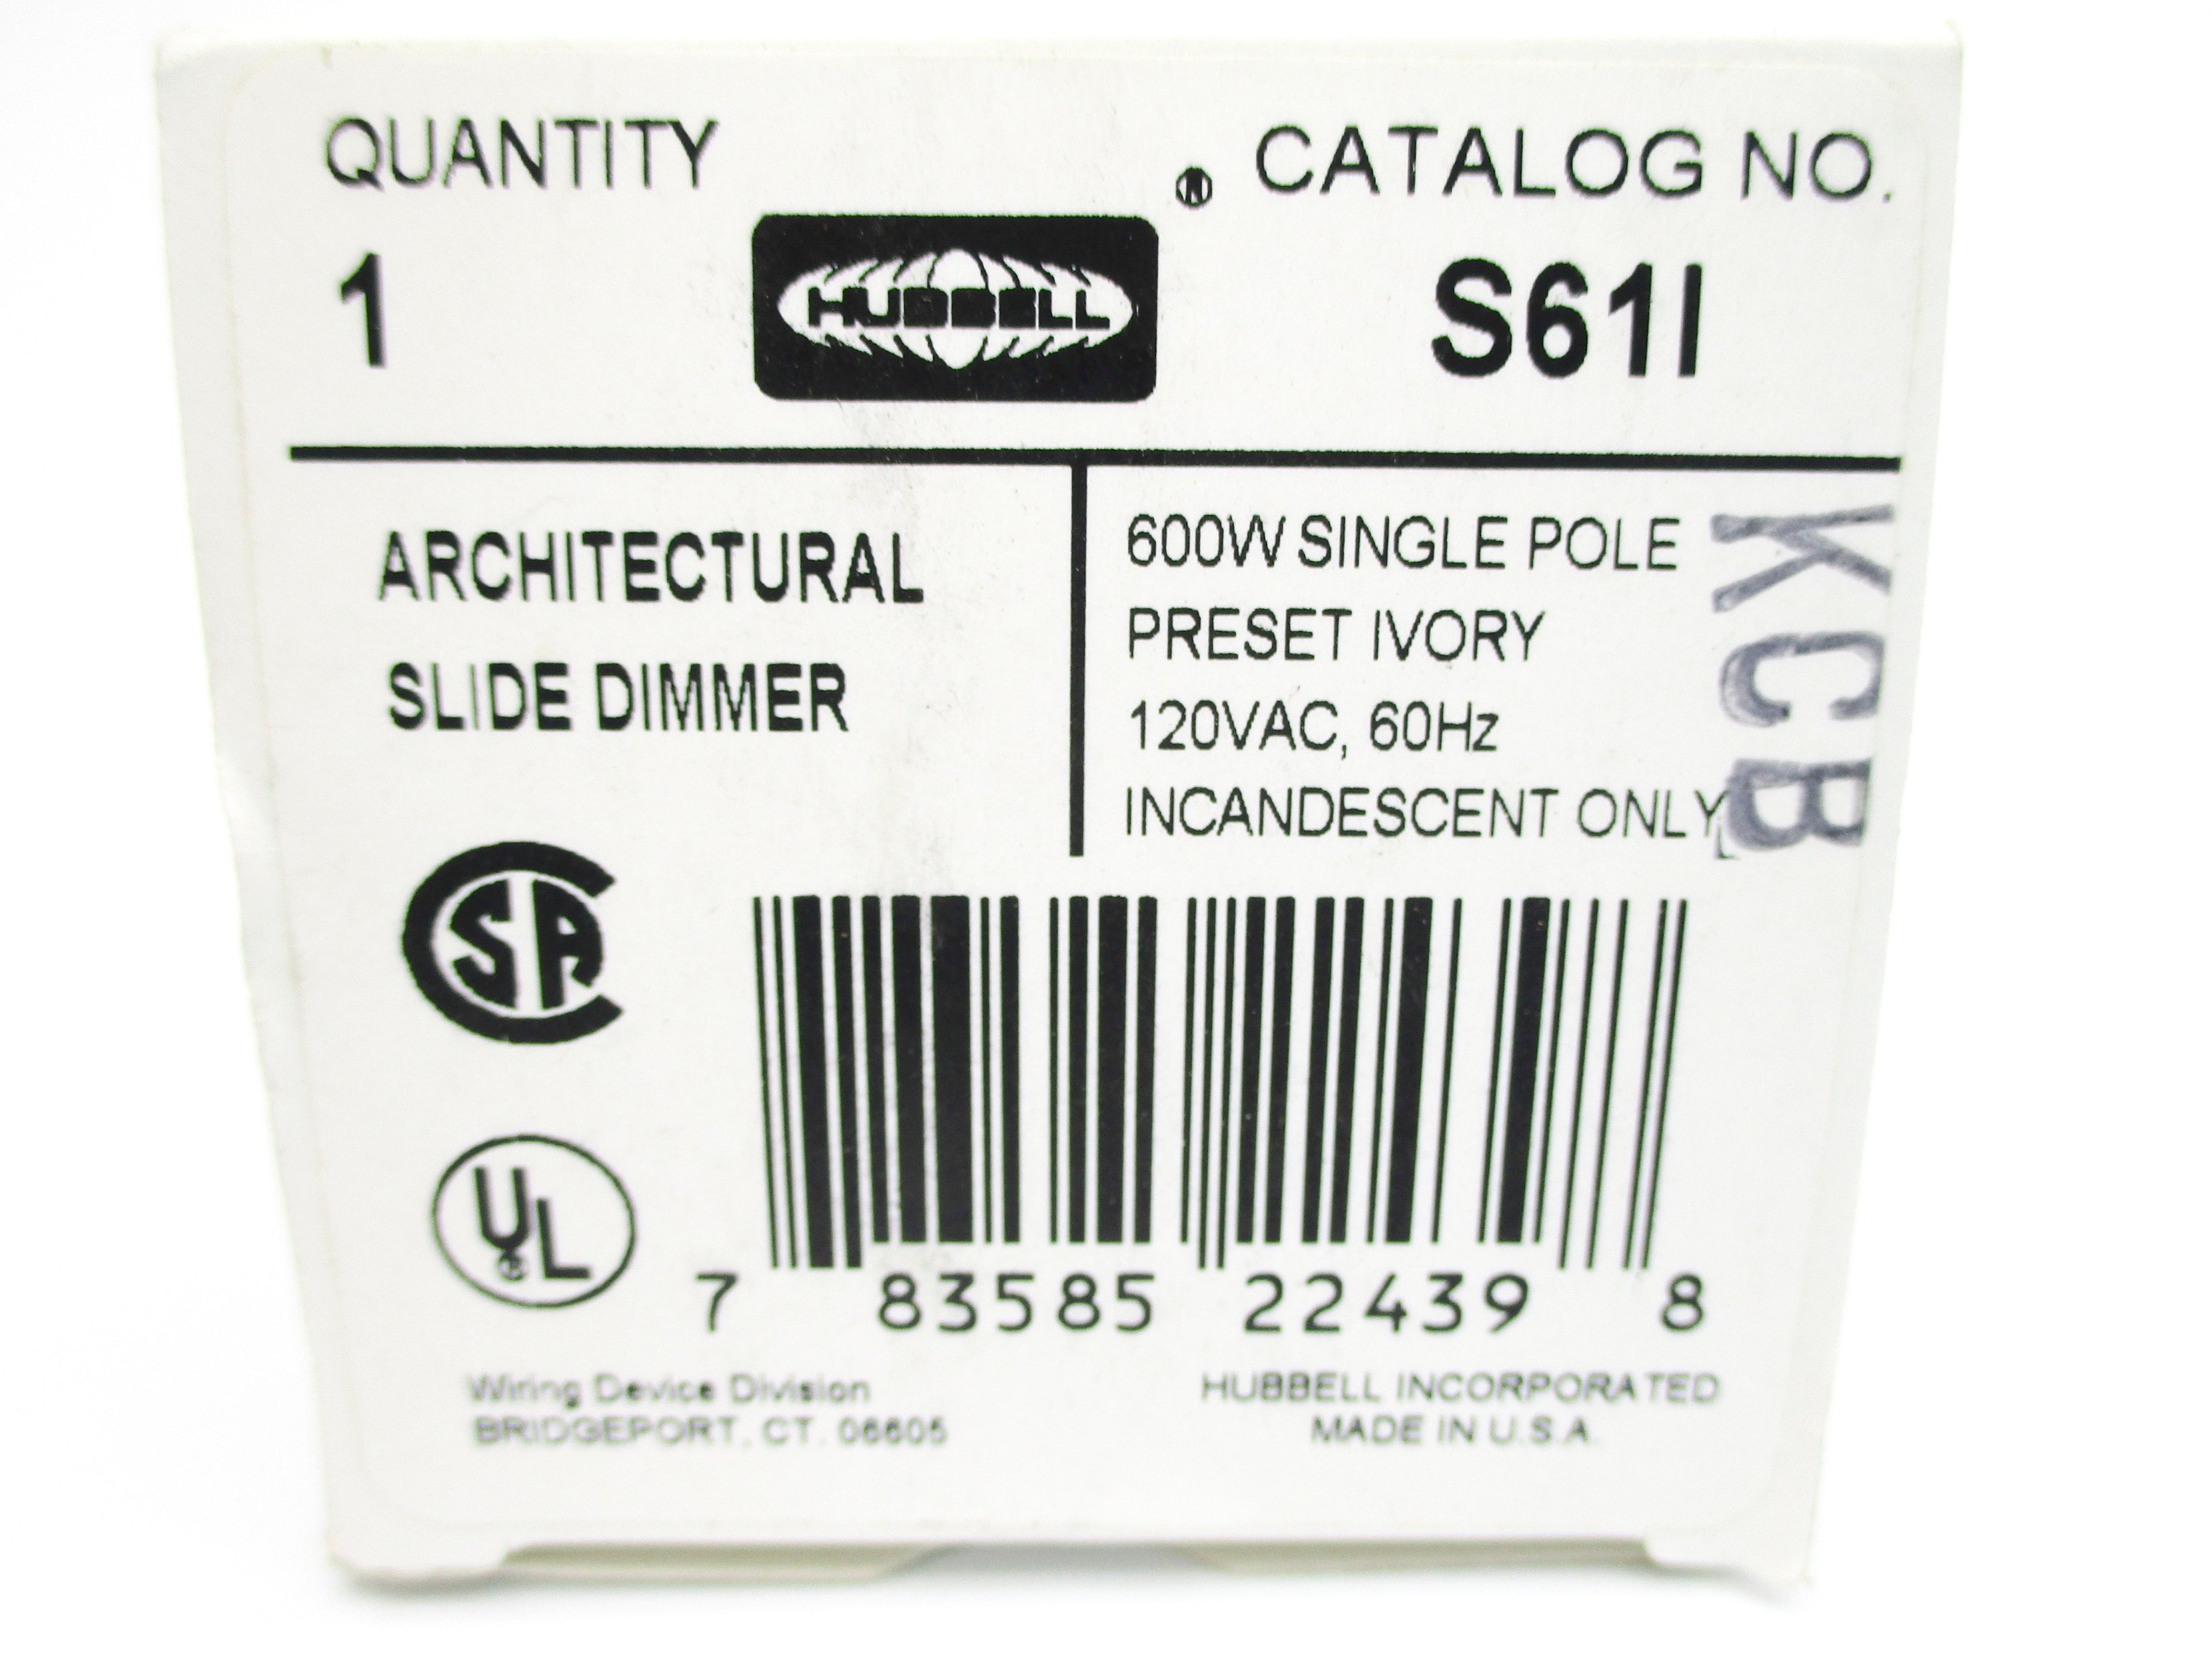 QUANTITY
® CATALOG NO.
1
HUBBELL
S61I
ARCHITECTURAL
SLIDE DIMMER
600W SINGLE POLE
PRESET IVORY
120VAC, 60Hz
INCANDESCENT ONLY
KCB
CSA
UL
7 83585 22439 8
Wiring Device Division
BRIDGEPORT, CT. 06605
HUBBELL INCORPORATED
MADE IN U.S.A.